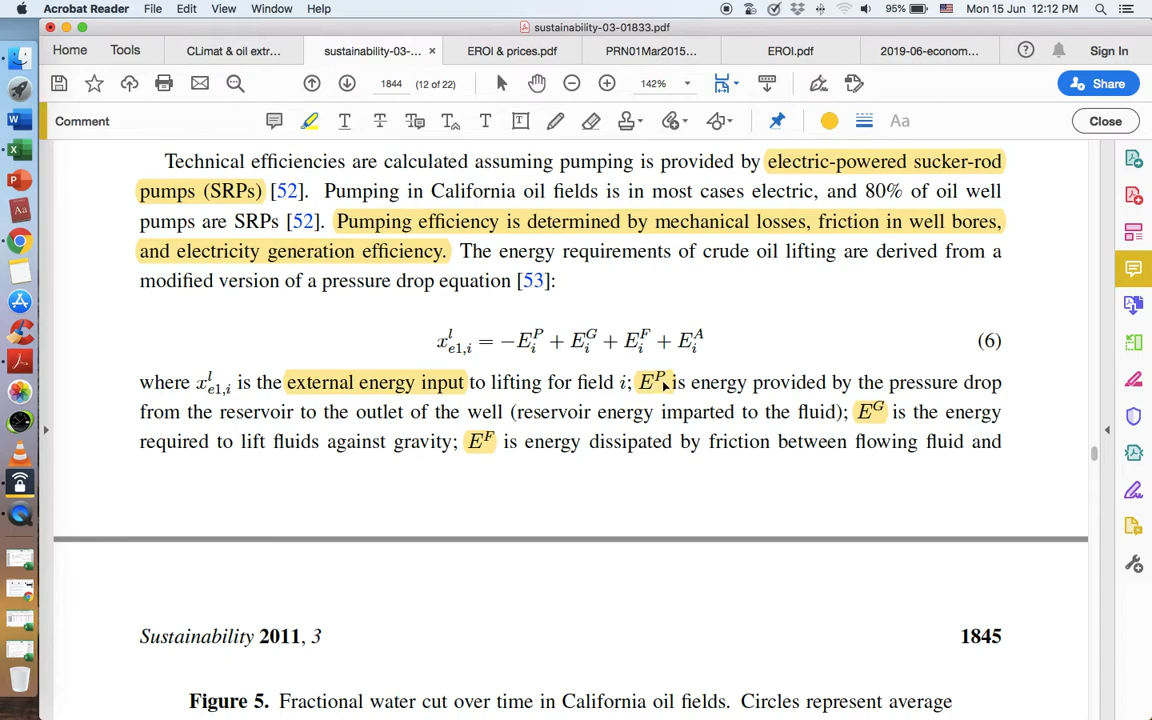 Acrobat Reader File Edit View Window Help 95% Mon 15 Jun 12:12 PM
sustainability-03-01833.pdf
Home Tools CLimat & oil extr... sustainability-03-... × EROI & prices.pdf PRN01Mar2015... EROI.pdf 2019-06-econom... Sign In
1844 (12 of 22) 142% Share
Comment Aa Close
Technical efficiencies are calculated assuming pumping is provided by electric-powered sucker-rod
pumps (SRPs) [52]. Pumping in California oil fields is in most cases electric, and 80% of oil well
pumps are SRPs [52]. Pumping efficiency is determined by mechanical losses, friction in well bores,
and electricity generation efficiency. The energy requirements of crude oil lifting are derived from a
modified version of a pressure drop equation [53]:
x^l_{e1,i} = −E^P_i + E^G_i + E^F_i + E^A_i (6)
where x^l_{e1,i} is the external energy input to lifting for field i; E^P is energy provided by the pressure drop
from the reservoir to the outlet of the well (reservoir energy imparted to the fluid); E^G is the energy
required to lift fluids against gravity; E^F is energy dissipated by friction between flowing fluid and
Sustainability 2011, 3 1845
Figure 5. Fractional water cut over time in California oil fields. Circles represent average